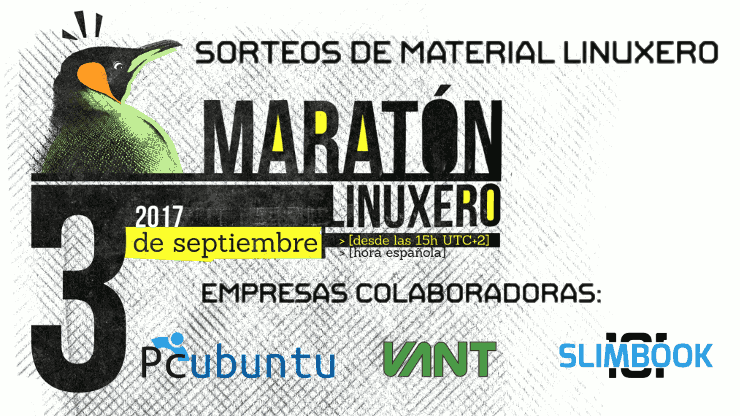 SORTEOS DE MATERIAL LINUXERO
MARATÓN
LINUXERO
3
2017
de septiembre
> [desde las 15h UTC+2]
> [hora española]
EMPRESAS COLABORADORAS:
Pcubuntu
VANT
SLIMBOOK